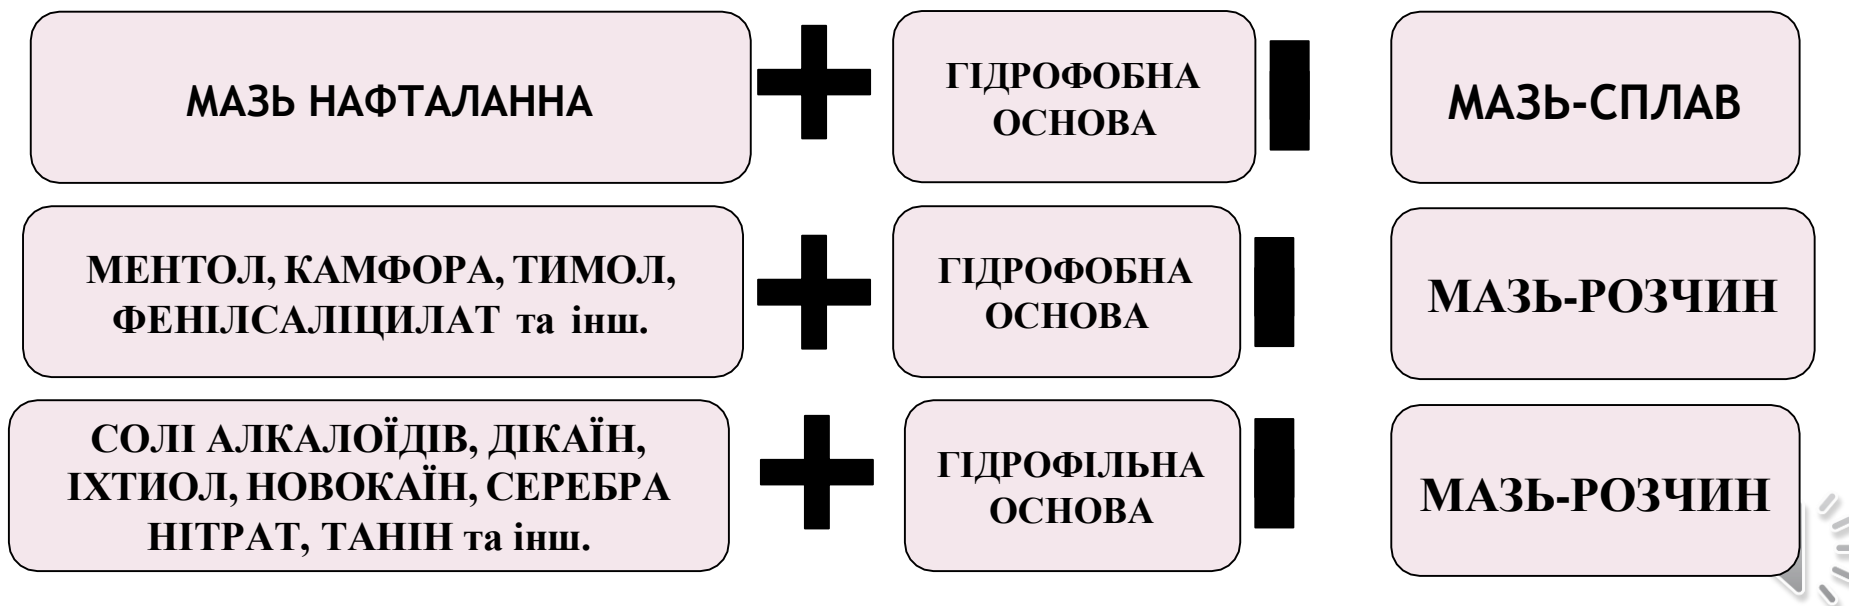 МАЗЬ НАФТАЛАННА
ГІДРОФОБНА
ОСНОВА
МАЗЬ-СПЛАВ
МЕНТОЛ, КАМФОРА, ТИМОЛ,
ФЕНІЛСАЛІЦИЛАТ та інш.
ГІДРОФОБНА
ОСНОВА
МАЗЬ-РОЗЧИН
СОЛІ АЛКАЛОЇДІВ, ДІКАЇН,
ІХТИОЛ, НОВОКАЇН, СЕРЕБРА
НІТРАТ, ТАНІН та інш.
ГІДРОФІЛЬНА
ОСНОВА
МАЗЬ-РОЗЧИН